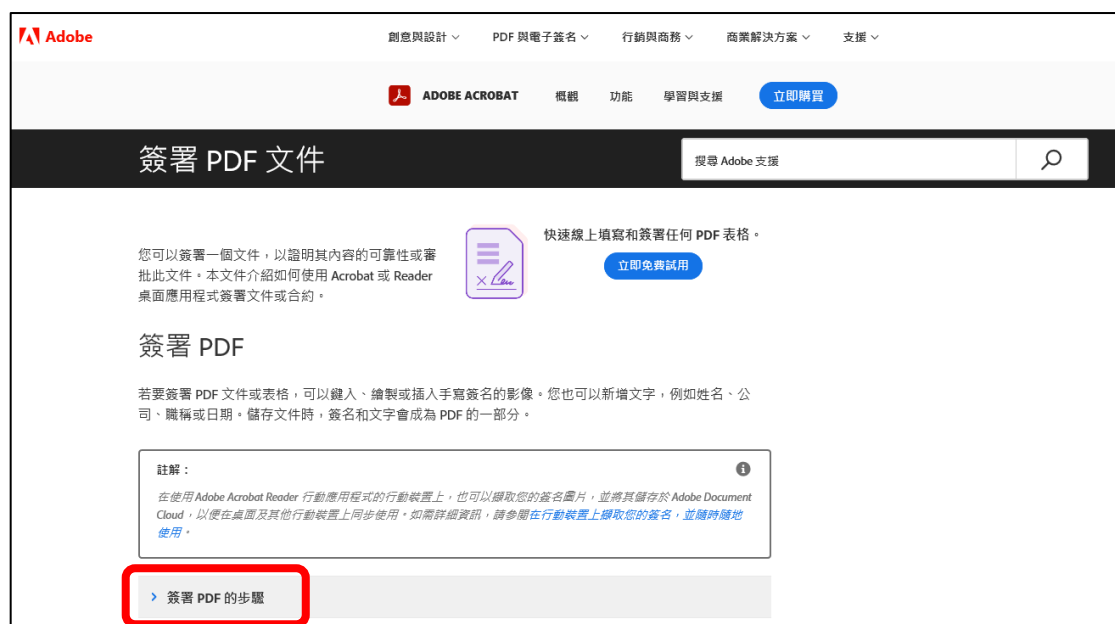 Adobe
創意與設計 PDF 與電子簽名 行銷與商務 商業解決方案 支援
ADOBE ACROBAT 概觀 功能 學習與支援 立即購買
簽署 PDF 文件
搜尋 Adobe 支援
您可以簽署一個文件，以證明其內容的可靠性或審
批此文件。本文件介紹如何使用 Acrobat 或 Reader
桌面應用程式簽署文件或合約。
快速線上填寫和簽署任何 PDF 表格。
立即免費試用
簽署 PDF
若要簽署 PDF 文件或表格，可以鍵入、繪製或插入手寫簽名的影像。您也可以新增文字，例如姓名、公
司、職稱或日期。儲存文件時，簽名和文字會成為 PDF 的一部分。
註解：
在使用 Adobe Acrobat Reader 行動應用程式的行動裝置上，也可以擷取您的簽名圖片，並將其儲存於 Adobe Document
Cloud，以便在桌面及其他行動裝置上同步使用。如需詳細資訊，請參閱在行動裝置上擷取您的簽名，並隨時隨地
使用。
簽署 PDF 的步驟